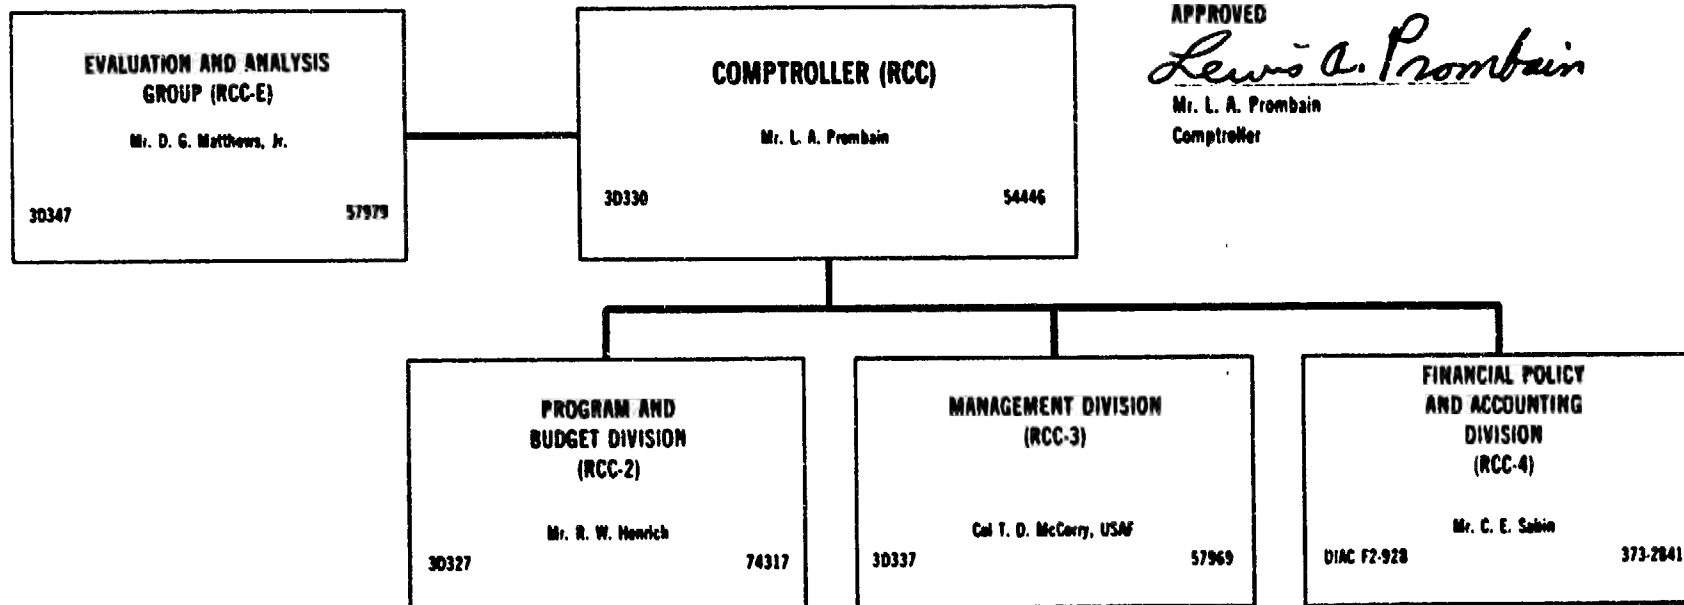 EVALUATION AND ANALYSIS
GROUP (RCC-E)
Mr. D. G. Matthews, Jr.
3D347 57979
COMPTROLLER (RCC)
Mr. L. A. Prombain
3D330 54446
APPROVED
Lewis A. Prombain
Mr. L. A. Prombain
Comptroller
PROGRAM AND
BUDGET DIVISION
(RCC-2)
Mr. R. W. Henrich
3D327 74317
MANAGEMENT DIVISION
(RCC-3)
Col T. D. McCorry, USAF
3D337 57969
FINANCIAL POLICY
AND ACCOUNTING
DIVISION
(RCC-4)
Mr. C. E. Sabin
DIAC F2-928 373-2841